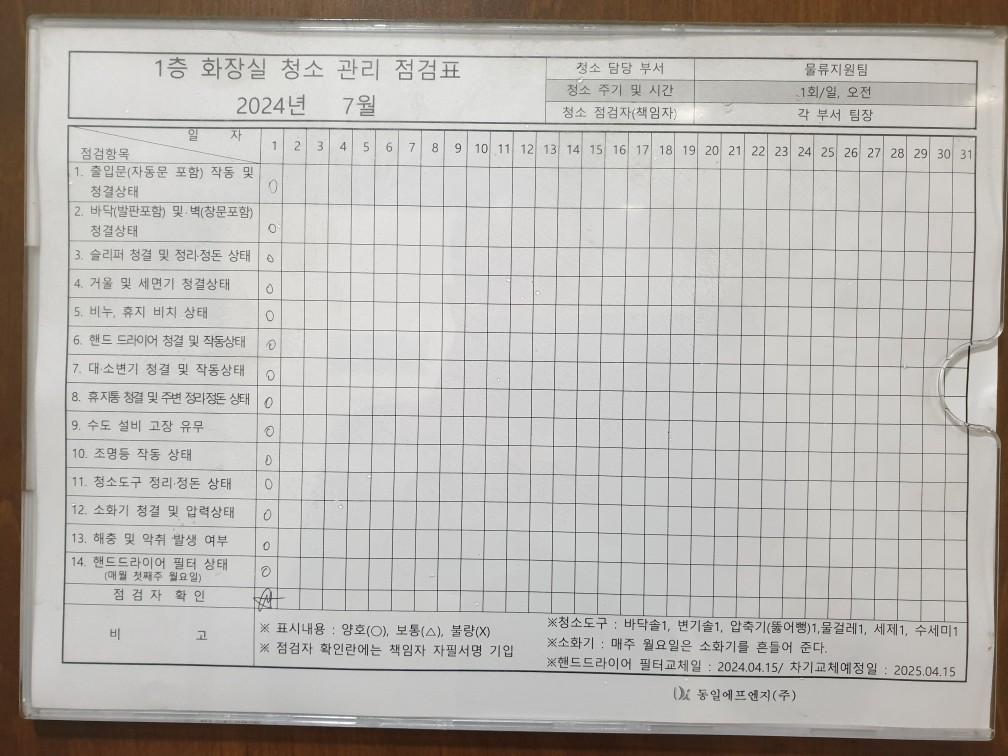 1층 화장실 청소 관리 점검표
2024년 7월
청소 담당 부서 물류지원팀
청소 주기 및 시간 1회/일, 오전
청소 점검자(책임자) 각 부서 팀장
일 자
점검항목
1 2 3 4 5 6 7 8 9 10 11 12 13 14 15 16 17 18 19 20 21 22 23 24 25 26 27 28 29 30 31
1. 출입문(자동문 포함) 작동 및
청결상태 ○
2. 바닥(발판포함) 및 벽(창문포함)
청결상태 ○
3. 슬리퍼 청결 및 정리·정돈 상태 ○
4. 거울 및 세면기 청결상태 ○
5. 비누, 휴지 비치 상태 ○
6. 핸드 드라이어 청결 및 작동상태 ○
7. 대·소변기 청결 및 작동상태 ○
8. 휴지통 청결 및 주변 정리정돈 상태 ○
9. 수도 설비 고장 유무 ○
10. 조명등 작동 상태 ○
11. 청소도구 정리·정돈 상태 ○
12. 소화기 청결 및 압력상태 ○
13. 해충 및 악취 발생 여부 ○
14. 핸드드라이어 필터 상태 ○
(매월 첫째주 월요일)
점 검 자 확 인
비 고
※ 표시내용 : 양호(○), 보통(△), 불량(X)
※ 점검자 확인란에는 책임자 자필서명 기입
※청소도구 : 바닥솔1, 변기솔1, 압축기(뚫어뻥)1,물걸레1, 세제1, 수세미1
※소화기 : 매주 월요일은 소화기를 흔들어 준다.
※핸드드라이어 필터교체일 : 2024.04.15/ 차기교체예정일 : 2025.04.15
동일에프엔지(주)